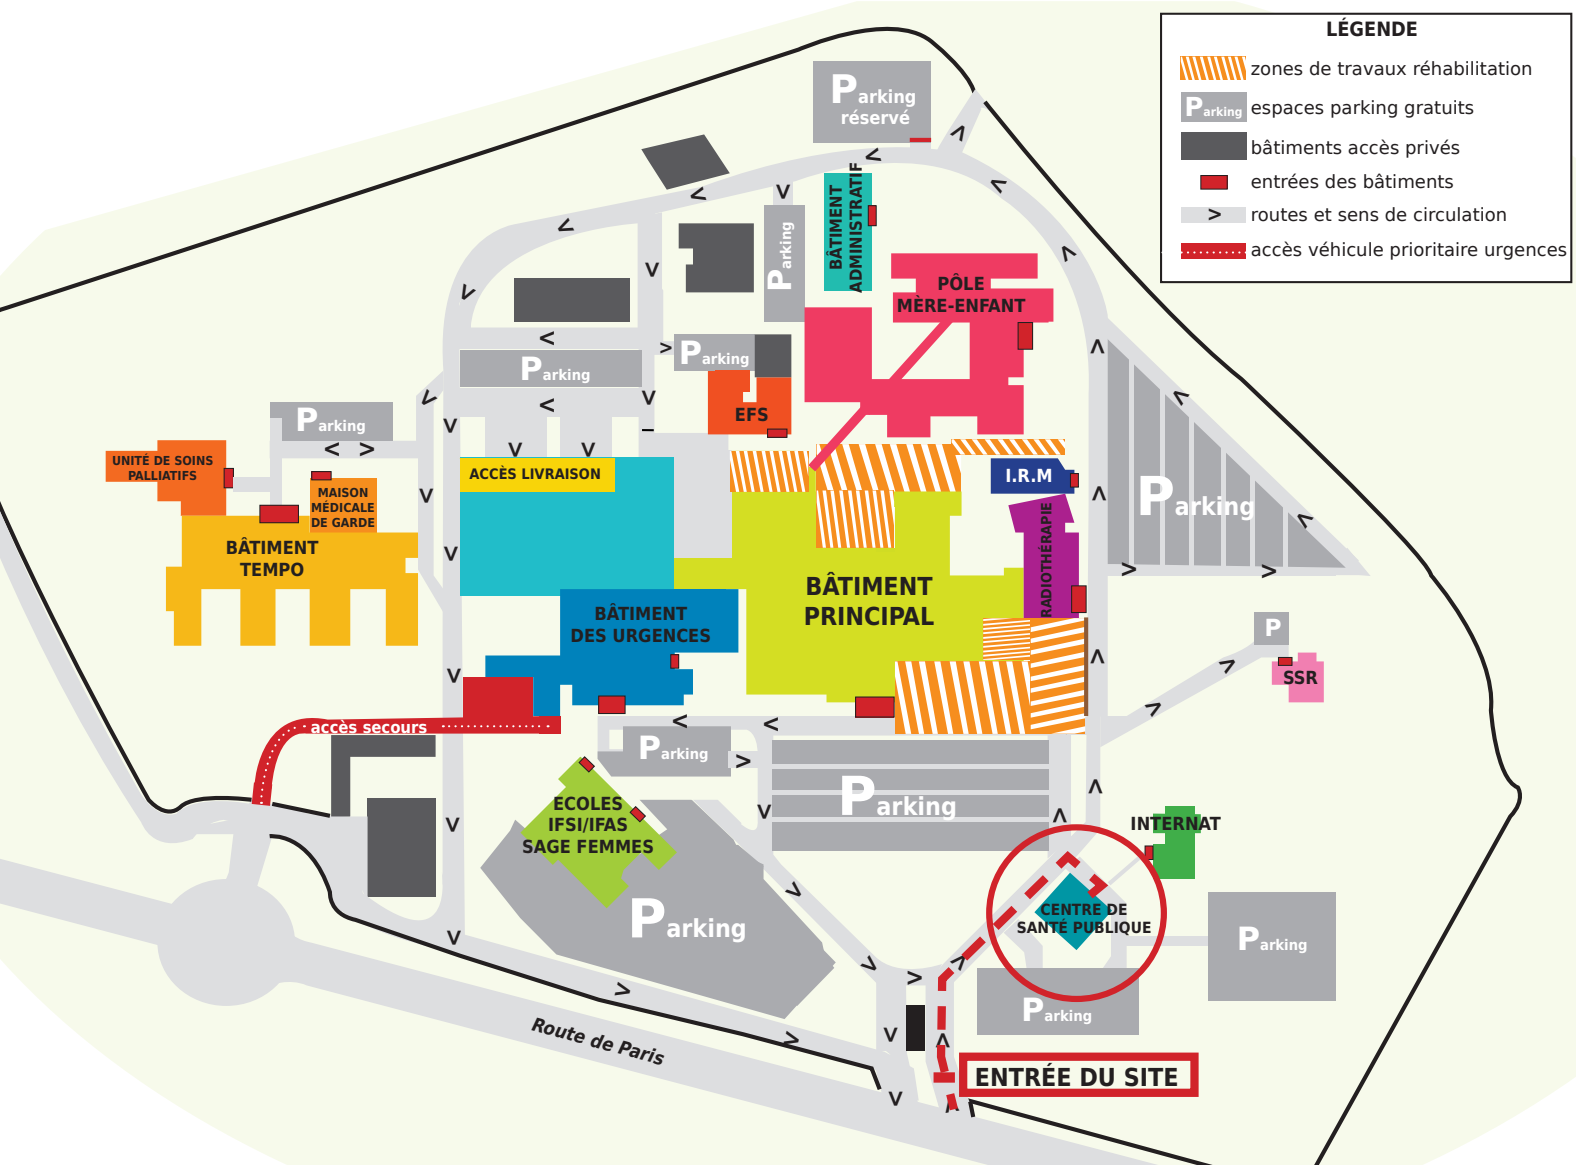 LÉGENDE
zones de travaux réhabilitation
Parking espaces parking gratuits
bâtiments accès privés
entrées des bâtiments
> routes et sens de circulation
accès véhicule prioritaire urgences
Parking
réservé
BÂTIMENT
ADMINISTRATIF
Parking
PÔLE
MÈRE-ENFANT
Parking
Parking
EFS
Parking
UNITÉ DE SOINS
PALLIATIFS
MAISON
MÉDICALE
DE GARDE
ACCÈS LIVRAISON
I.R.M
Parking
RADIOTHÉRAPIE
BÂTIMENT
TEMPO
BÂTIMENT
PRINCIPAL
BÂTIMENT
DES URGENCES
P
SSR
accès secours
Parking
Parking
ECOLES
IFSI/IFAS
SAGE FEMMES
INTERNAT
Parking
CENTRE DE
SANTÉ PUBLIQUE
Parking
Parking
Route de Paris
ENTRÉE DU SITE